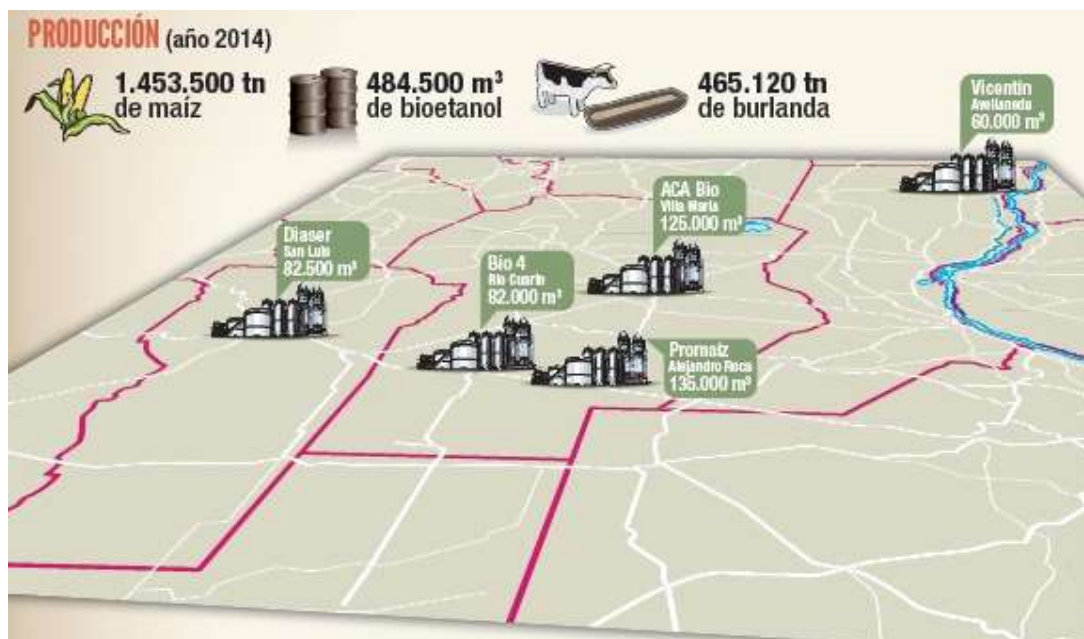 PRODUCCIÓN (año 2014)
1.453.500 tn
de maíz
484.500 m³
de bioetanol
465.120 tn
de burlanda
Vicentin
Avellaneda
60.000 m³
ACA Bio
Villa María
125.000 m³
Diaser
San Luis
82.500 m³
Bio 4
Río Cuarto
82.000 m³
Promaiz
Alejandro Roca
135.000 m³